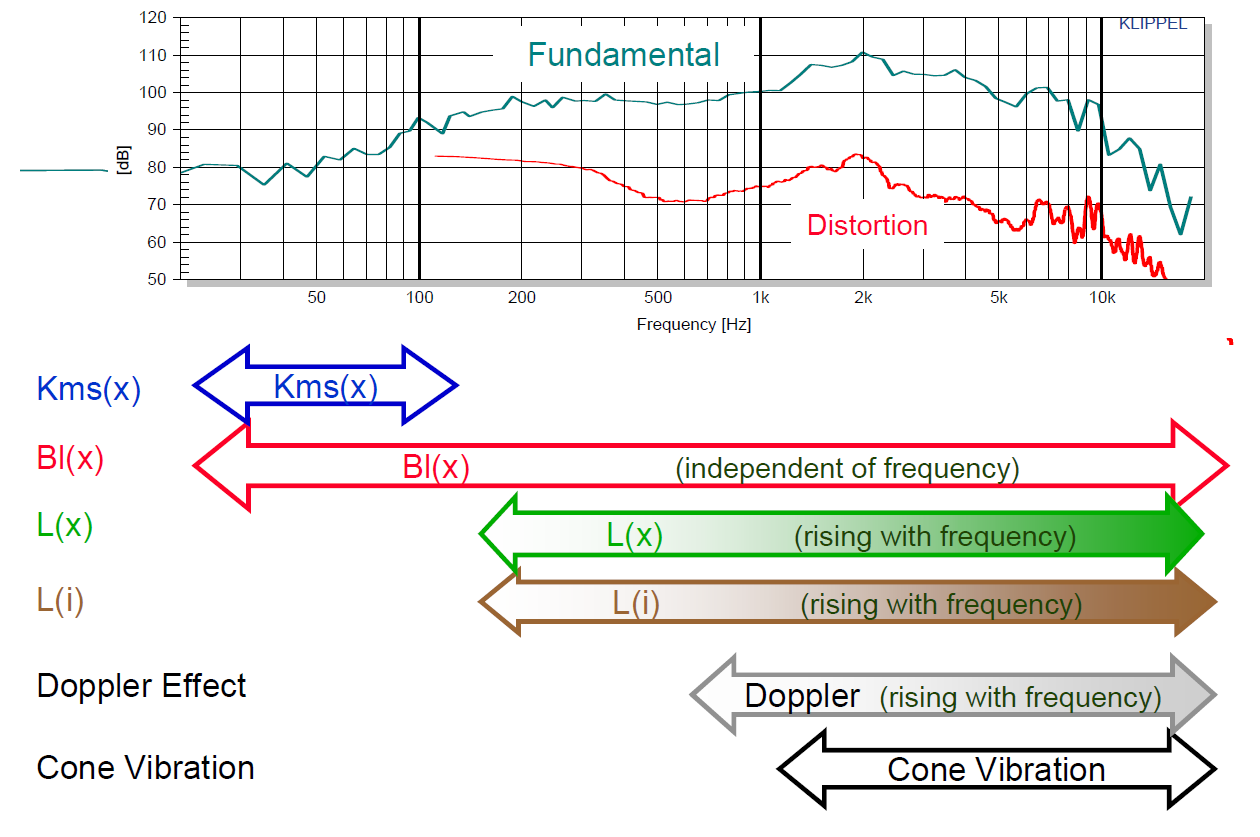 120
KLIPPEL
110
Fundamental
100
90
[dB]
80
70
Distortion
60
50
50 100 200 500 1k 2k 5k 10k
Frequency [Hz]
Kms(x) Kms(x)
Bl(x) Bl(x) (independent of frequency)
L(x) L(x) (rising with frequency)
L(i) L(i) (rising with frequency)
Doppler Effect Doppler (rising with frequency)
Cone Vibration Cone Vibration